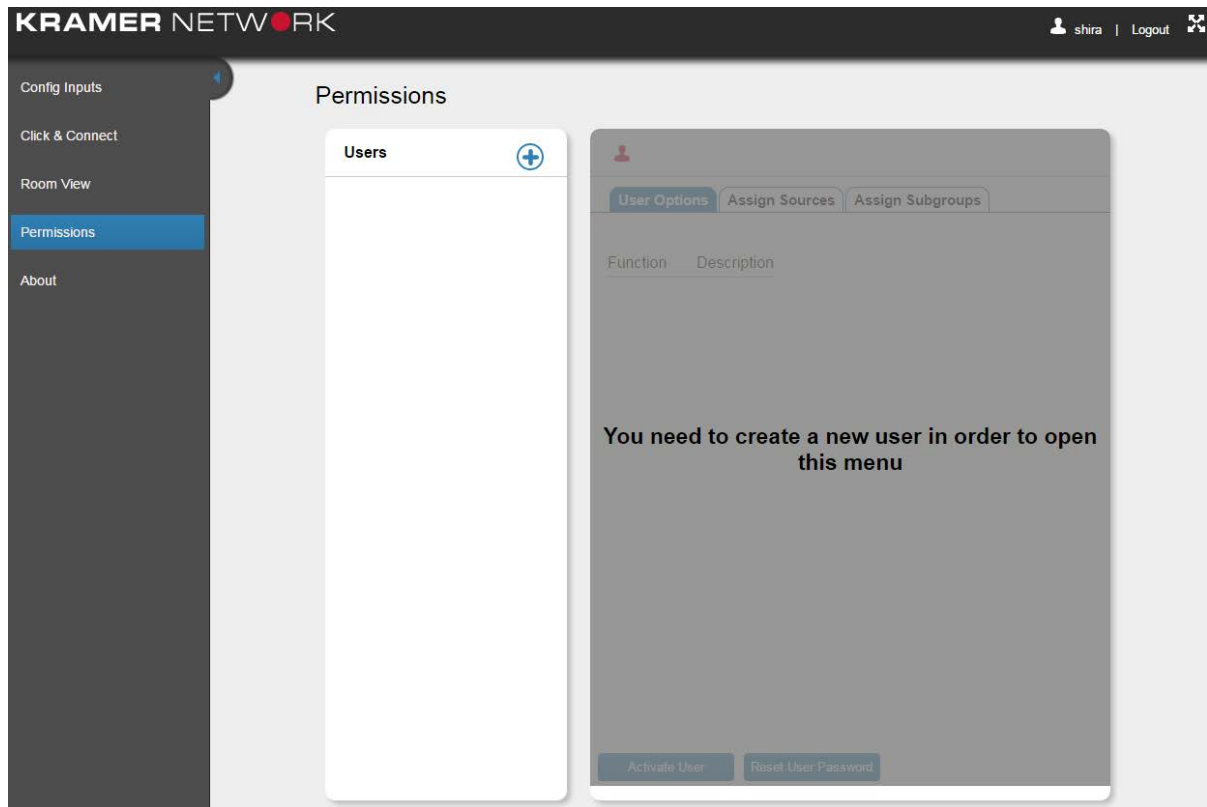 KRAMER NETWORK
shira | Logout
Config Inputs
Click & Connect
Room View
Permissions
About
Permissions
Users
User Options Assign Sources Assign Subgroups
Function Description
You need to create a new user in order to open
this menu
Activate User Reset User Password